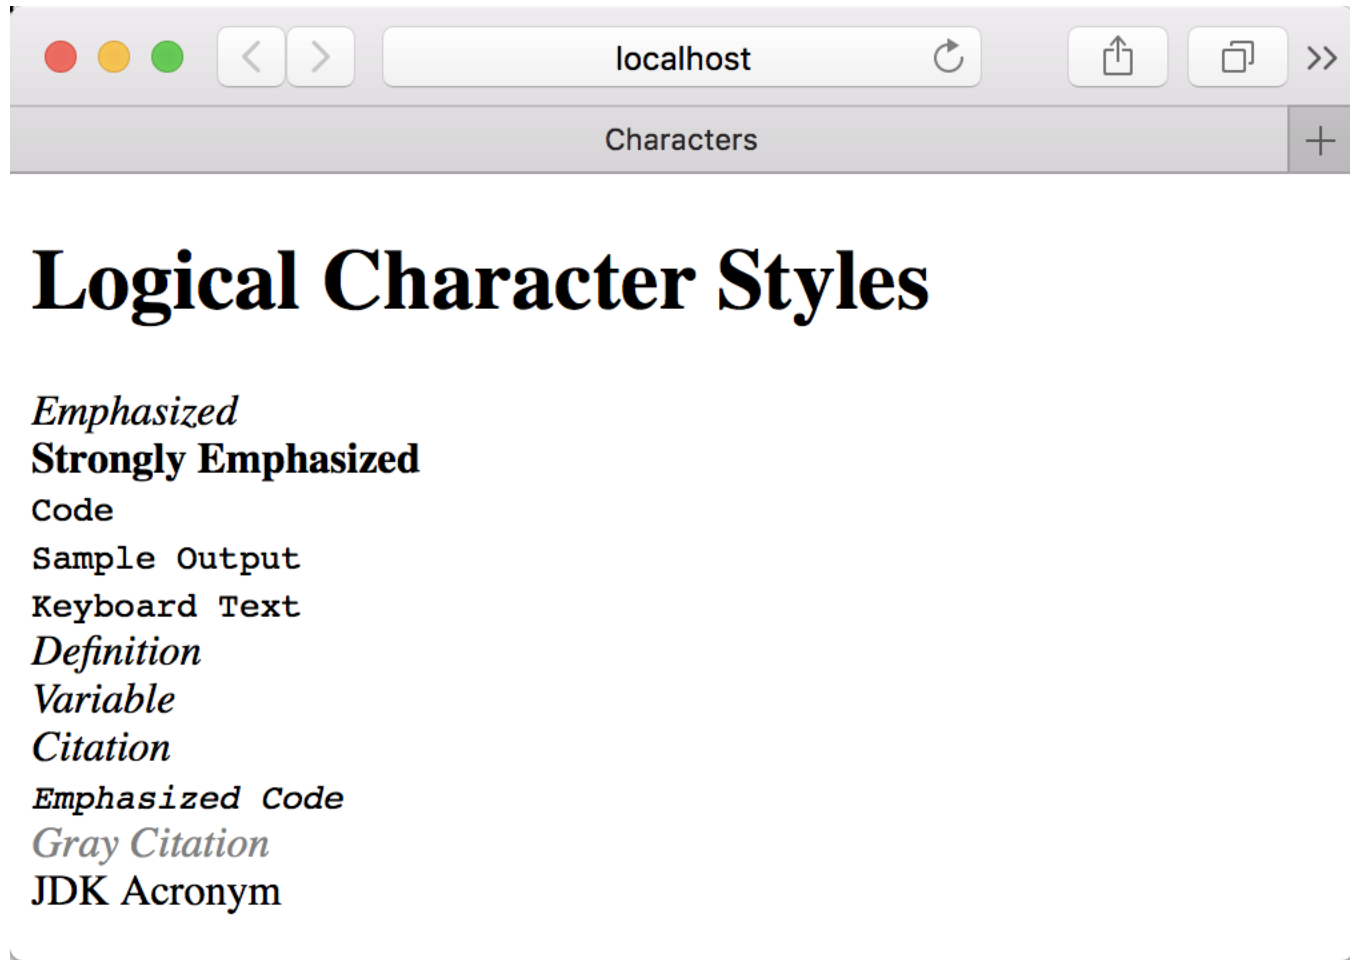 localhost
Characters
Logical Character Styles
Emphasized
Strongly Emphasized
Code
Sample Output
Keyboard Text
Definition
Variable
Citation
Emphasized Code
Gray Citation
JDK Acronym